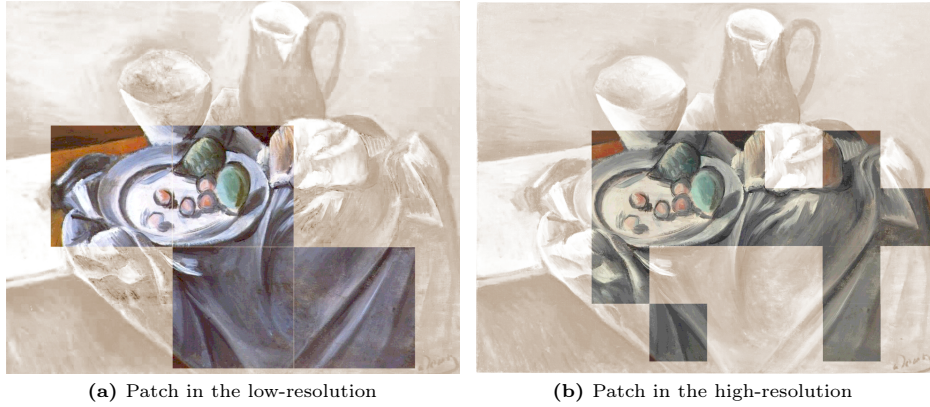 (a) Patch in the low-resolution
(b) Patch in the high-resolution